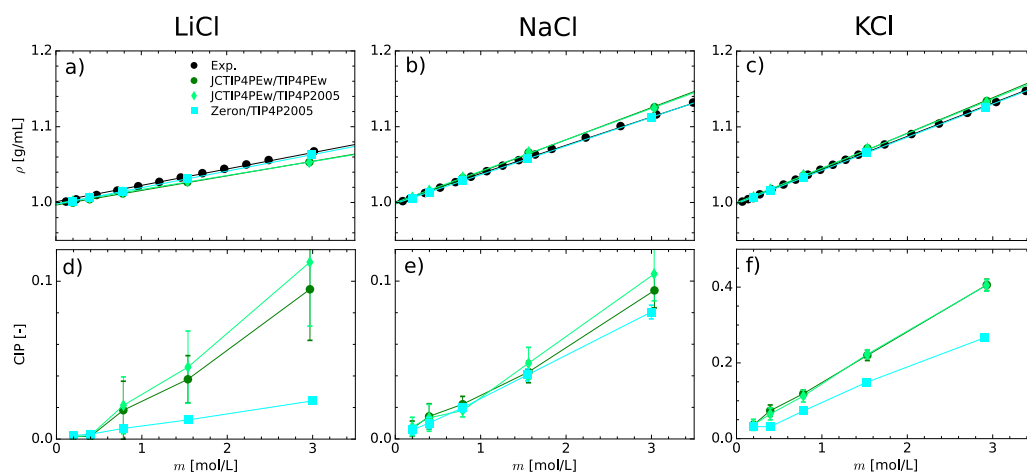 LiCl NaCl KCl
a) b) c)
Exp.
JCTIP4PEw/TIP4PEw
JCTIP4PEw/TIP4P2005
Zeron/TIP4P2005
ρ [g/mL]
1.2 1.2 1.2
1.1 1.1 1.1
1.0 1.0 1.0
d) e) f)
CIP [-]
0.1 0.1 0.4
0.2
0.0 0.0 0.0
0 1 2 3 0 1 2 3 0 1 2 3
m [mol/L] m [mol/L] m [mol/L]